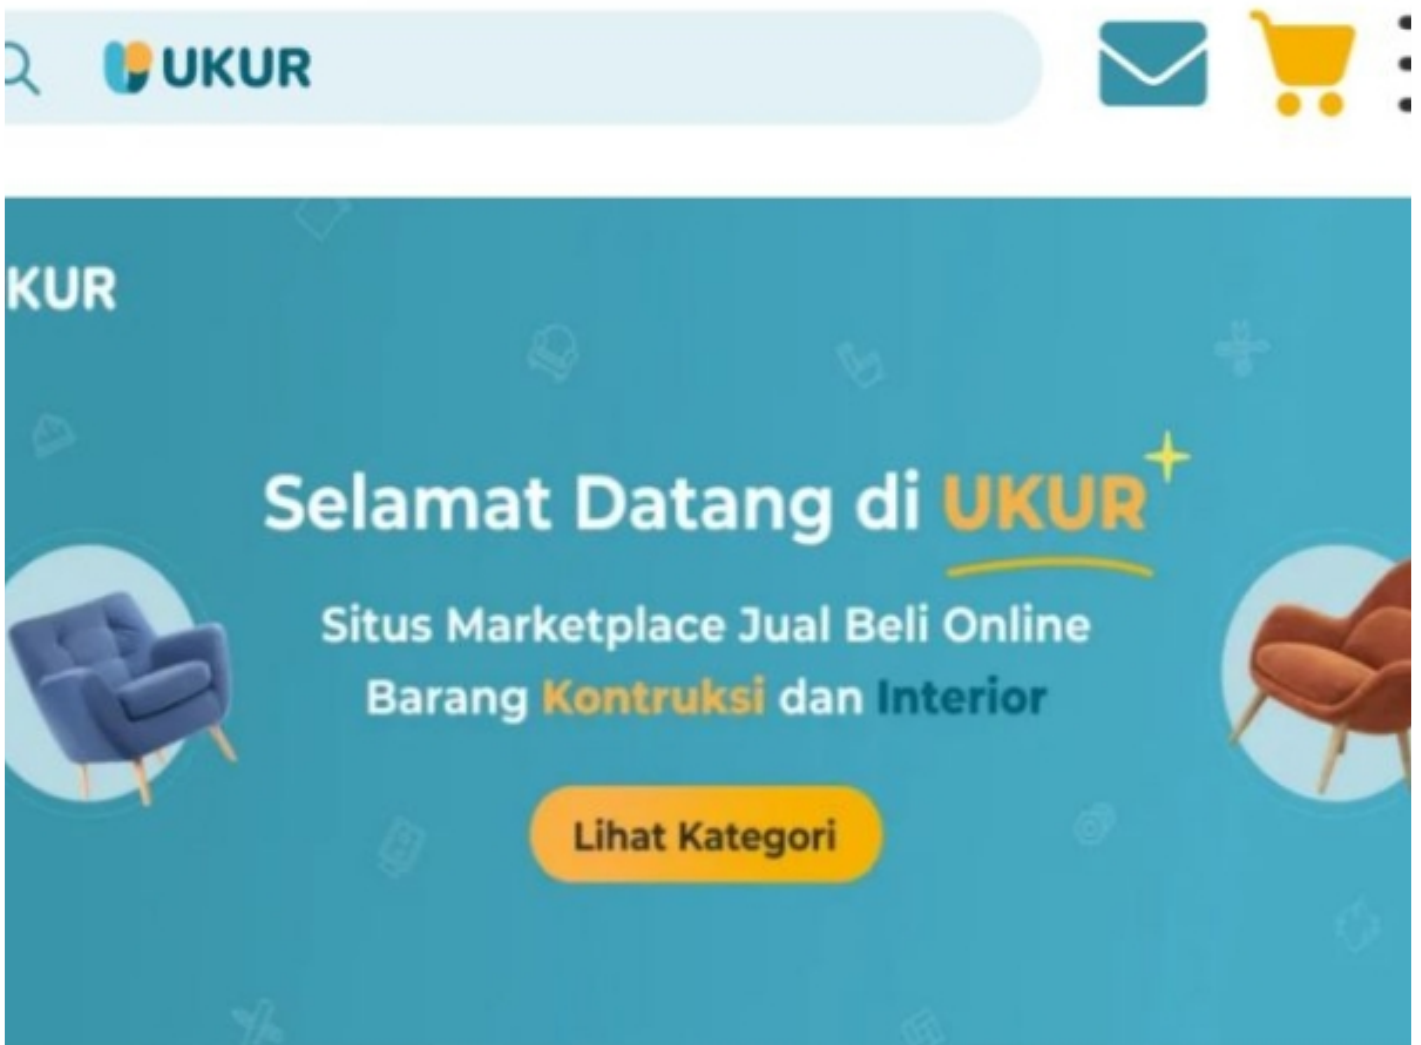 UKUR
KUR
Selamat Datang di UKUR
Situs Marketplace Jual Beli Online
Barang Kontruksi dan Interior
Lihat Kategori